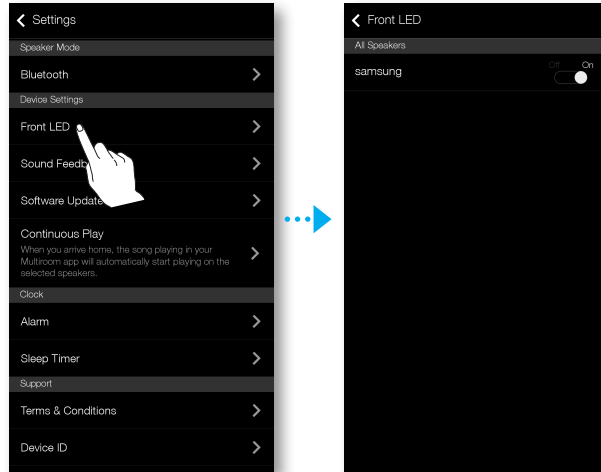 Settings
Speaker Mode
Bluetooth
Device Settings
Front LED
Sound Feedb
Software Update
Continuous Play
When you arrive home, the song playing in your
Multiroom app will automatically start playing on the
selected speakers.
Clock
Alarm
Sleep Timer
Support
Terms & Conditions
Device ID
Front LED
All Speakers
Off On
samsung